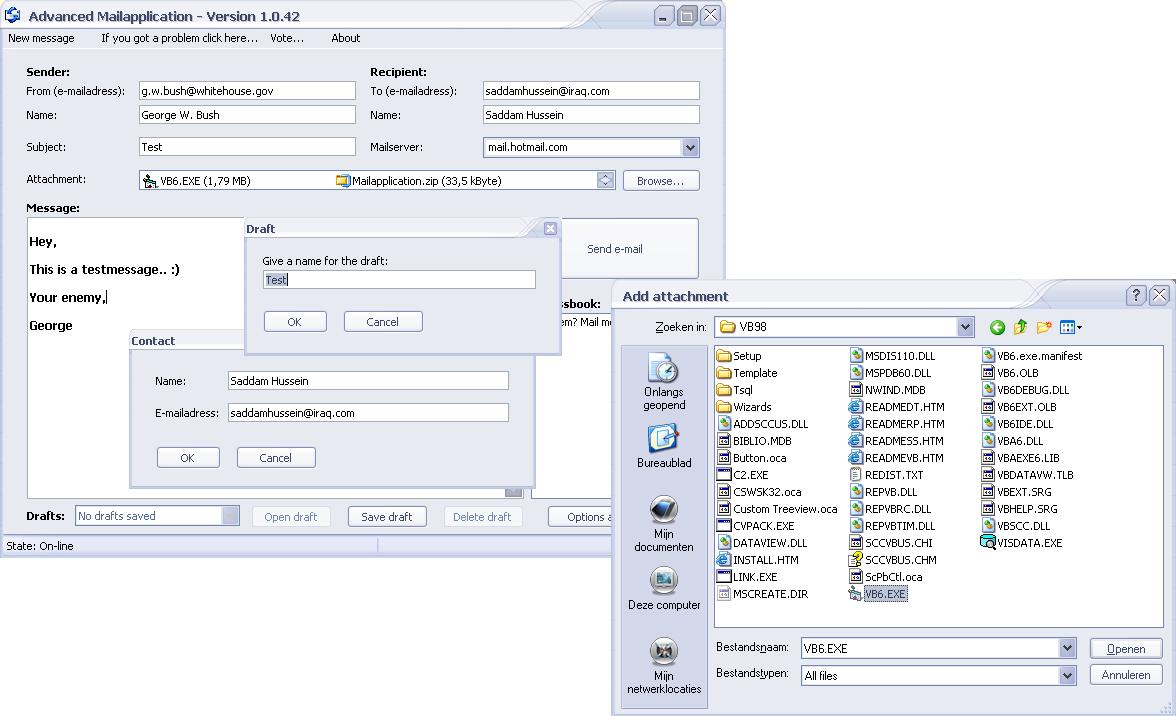 Advanced Mailapplication - Version 1.0.42
New message If you got a problem click here... Vote... About
Sender: Recipient:
From (e-mailadress): g.w.bush@whitehouse.gov To (e-mailadress): saddamhussein@iraq.com
Name: George W. Bush Name: Saddam Hussein
Subject: Test Mailserver: mail.hotmail.com
Attachment: VB6.EXE (1,79 MB) Mailapplication.zip (33,5 kByte) Browse...
Message:
Hey,
This is a testmessage.. :)
Your enemy,
George
Send e-mail
ssbook:
em? Mail m
Draft
Give a name for the draft:
Test
OK Cancel
Contact
Name: Saddam Hussein
E-mailadress: saddamhussein@iraq.com
OK Cancel
Drafts: No drafts saved Open draft Save draft Delete draft Options a
State: On-line
Add attachment
?
Zoeken in: VB98
Onlangs
geopend
Bureaublad
Mijn
documenten
Deze computer
Mijn
netwerklocaties
Setup
Template
Tsql
Wizards
ADDSCCUS.DLL
BIBLIO.MDB
Button.oca
C2.EXE
CSWSK32.oca
Custom Treeview.oca
CVPACK.EXE
DATAVIEW.DLL
INSTALL.HTM
LINK.EXE
MSCREATE.DIR
MSDIS110.DLL
MSPDB60.DLL
NWIND.MDB
READMEDT.HTM
READMERP.HTM
READMESS.HTM
READMEVB.HTM
REDIST.TXT
REPVB.DLL
REPVBRC.DLL
REPVBTIM.DLL
SCCVBUS.CHI
SCCVBUS.CHM
ScPbCtl.oca
VB6.EXE
VB6.exe.manifest
VB6.OLB
VB6DEBUG.DLL
VB6EXT.OLB
VB6IDE.DLL
VBA6.DLL
VBAEXE6.LIB
VBDATAVW.TLB
VBEXT.SRG
VBHELP.SRG
VBSCC.DLL
VISDATA.EXE
Bestandsnaam: VB6.EXE Openen
Bestandstypen: All files Annuleren